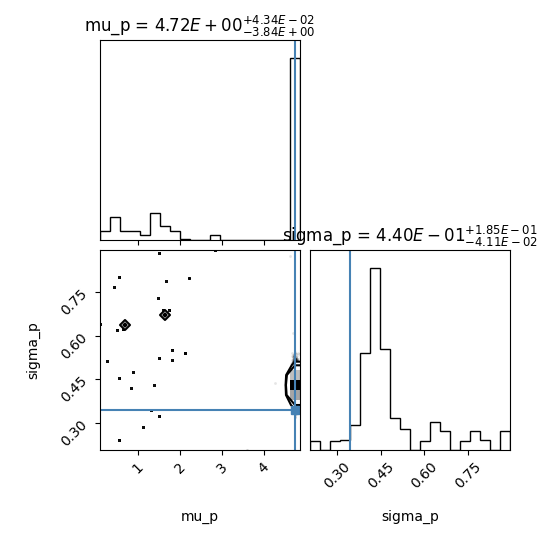 mu_p = 4.72E + 00 +4.34E − 02 −3.84E + 00
sigma_p = 4.40E − 01 +1.85E − 01 −4.11E − 02
sigma_p
0.75
0.60
0.45
0.30
1 2 3 4
0.30 0.45 0.60 0.75
mu_p sigma_p